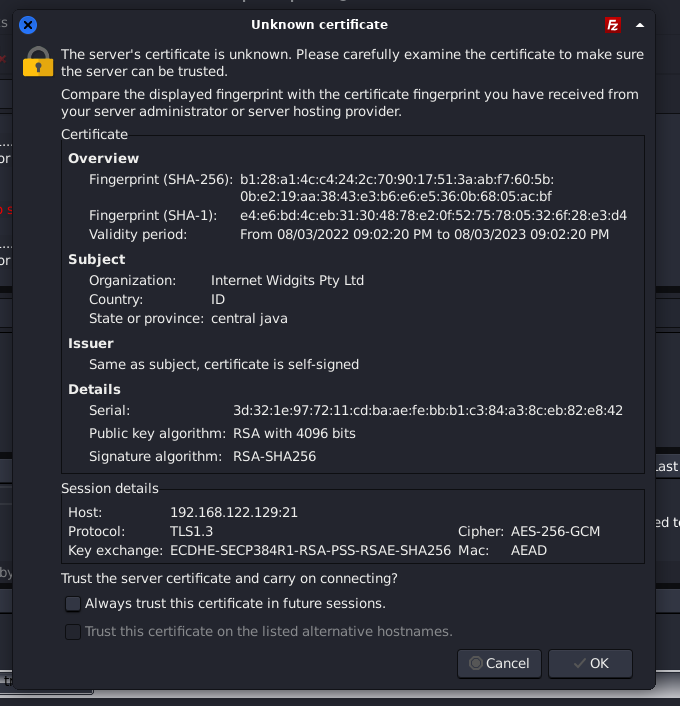 Unknown certificate
The server's certificate is unknown. Please carefully examine the certificate to make sure
the server can be trusted.
Compare the displayed fingerprint with the certificate fingerprint you have received from
your server administrator or server hosting provider.
Certificate
Overview
Fingerprint (SHA-256): b1:28:a1:4c:c4:24:2c:70:90:17:51:3a:ab:f7:60:5b:
0b:e2:19:aa:38:43:e3:b6:e6:e5:36:0b:68:05:ac:bf
Fingerprint (SHA-1): e4:e6:bd:4c:eb:31:30:48:78:e2:0f:52:75:78:05:32:6f:28:e3:d4
Validity period: From 08/03/2022 09:02:20 PM to 08/03/2023 09:02:20 PM
Subject
Organization: Internet Widgits Pty Ltd
Country: ID
State or province: central java
Issuer
Same as subject, certificate is self-signed
Details
Serial: 3d:32:1e:97:72:11:cd:ba:ae:fe:bb:b1:c3:84:a3:8c:eb:82:e8:42
Public key algorithm: RSA with 4096 bits
Signature algorithm: RSA-SHA256
Session details
Host: 192.168.122.129:21
Protocol: TLS1.3 Cipher: AES-256-GCM
Key exchange: ECDHE-SECP384R1-RSA-PSS-RSAE-SHA256 Mac: AEAD
Trust the server certificate and carry on connecting?
Always trust this certificate in future sessions.
Trust this certificate on the listed alternative hostnames.
Cancel OK